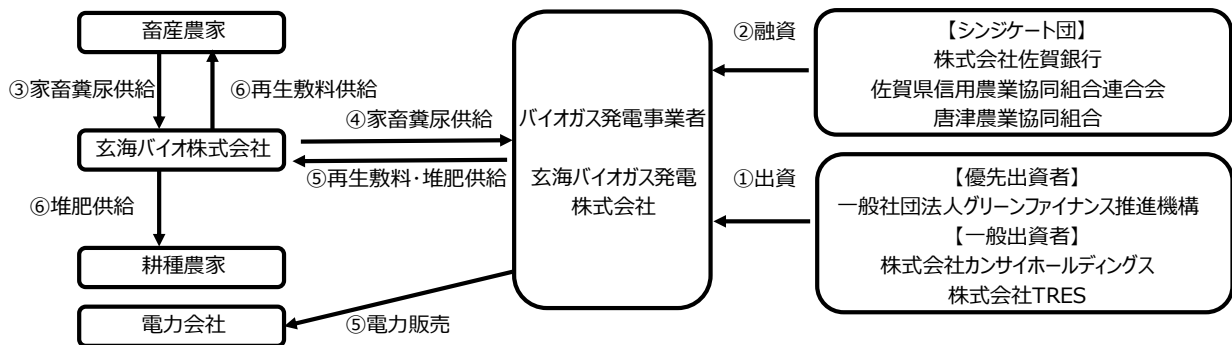 畜産農家
③家畜糞尿供給
⑥再生敷料供給
玄海バイオ株式会社
④家畜糞尿供給
⑤再生敷料・堆肥供給
⑥堆肥供給
耕種農家
電力会社
⑤電力販売
バイオガス発電事業者
玄海バイオガス発電
株式会社
②融資
【シンジケート団】
株式会社佐賀銀行
佐賀県信用農業協同組合連合会
唐津農業協同組合
①出資
【優先出資者】
一般社団法人グリーンファイナンス推進機構
【一般出資者】
株式会社カンサイホールディングス
株式会社TRES